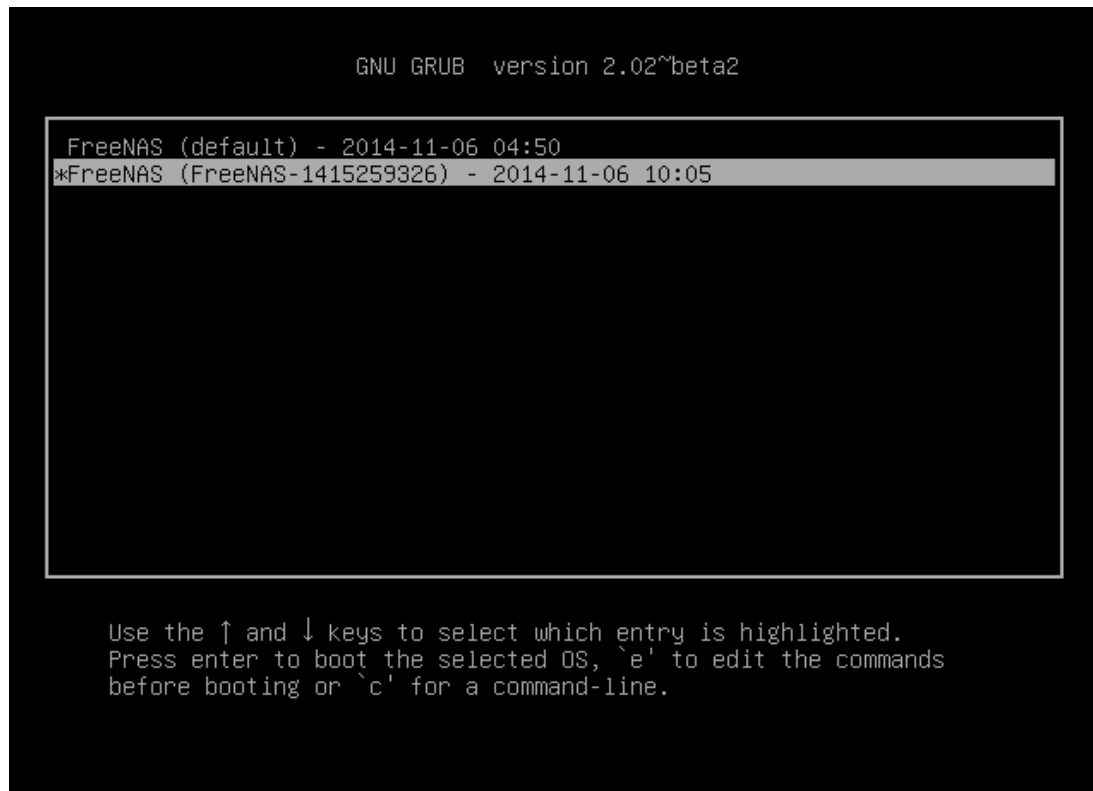 GNU GRUB  version 2.02~beta2
FreeNAS (default) - 2014-11-06 04:50
*FreeNAS (FreeNAS-1415259326) - 2014-11-06 10:05
Use the ↑ and ↓ keys to select which entry is highlighted.
Press enter to boot the selected OS, `e' to edit the commands
before booting or `c' for a command-line.